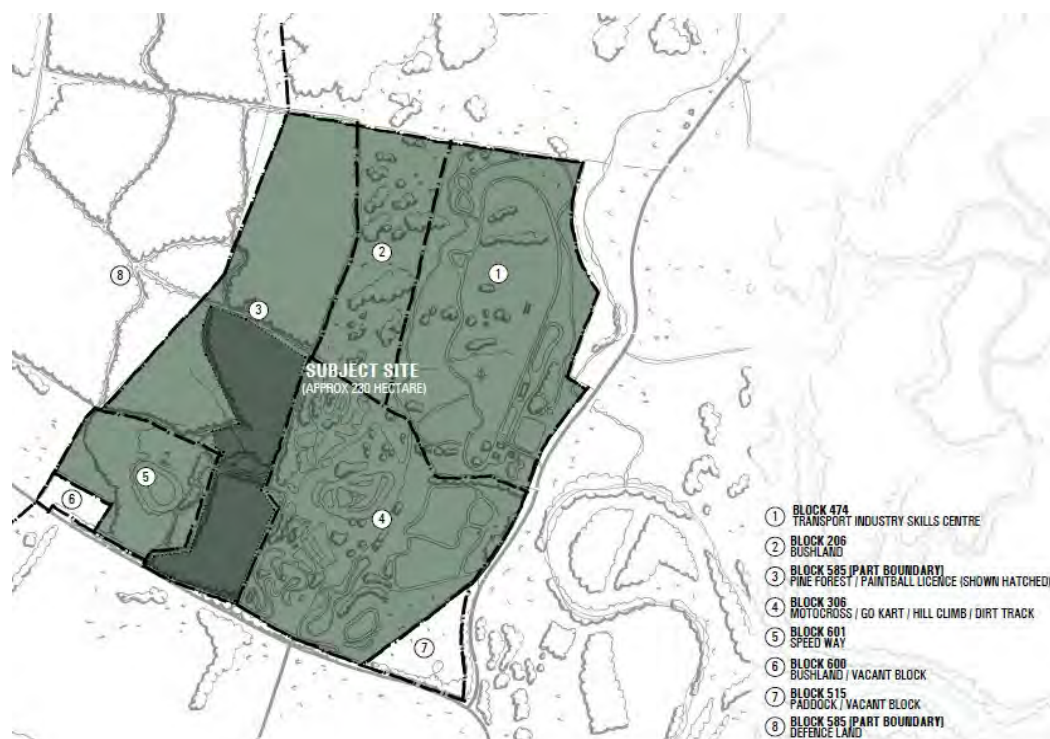 2
1
8
3
SUBJECT SITE
(APPROX 230 HECTARE)
5
6
4
7
1 BLOCK 474
TRANSPORT INDUSTRY SKILLS CENTRE
2 BLOCK 206
BUSHLAND
3 BLOCK 585 (PART BOUNDARY)
PINE FOREST / PAINTBALL LICENCE (SHOWN HATCHED)
4 BLOCK 306
MOTOCROSS / GO KART / HILL CLIMB / DIRT TRACK
5 BLOCK 601
SPEED WAY
6 BLOCK 600
BUSHLAND / VACANT BLOCK
7 BLOCK 515
PADDOCK / VACANT BLOCK
8 BLOCK 585 (PART BOUNDARY)
DEFENCE LAND